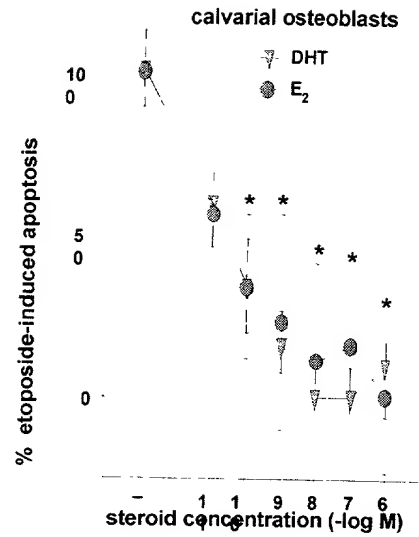 calvarial osteoblasts
DHT
E2
% etoposide-induced apoptosis
10
0
5
0
0
*
*
*
*
*
– 1 1 9 8 7 6
1
steroid concentration (-log M)